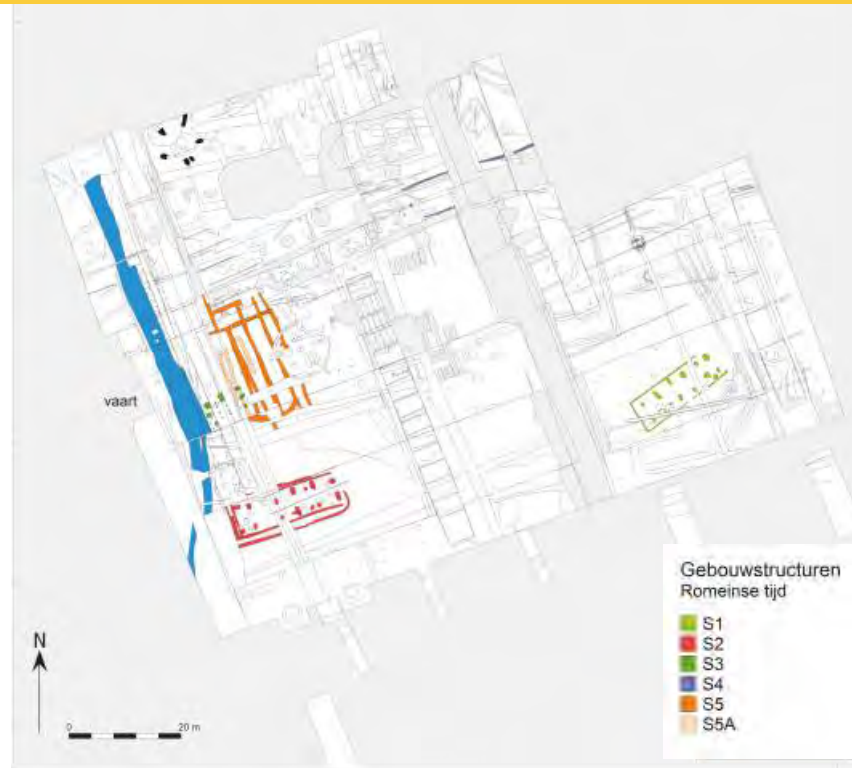 vaart
Gebouwstructuren
Romeinse tijd
S1
S2
S3
S4
S5
S5A
N
0 20 m